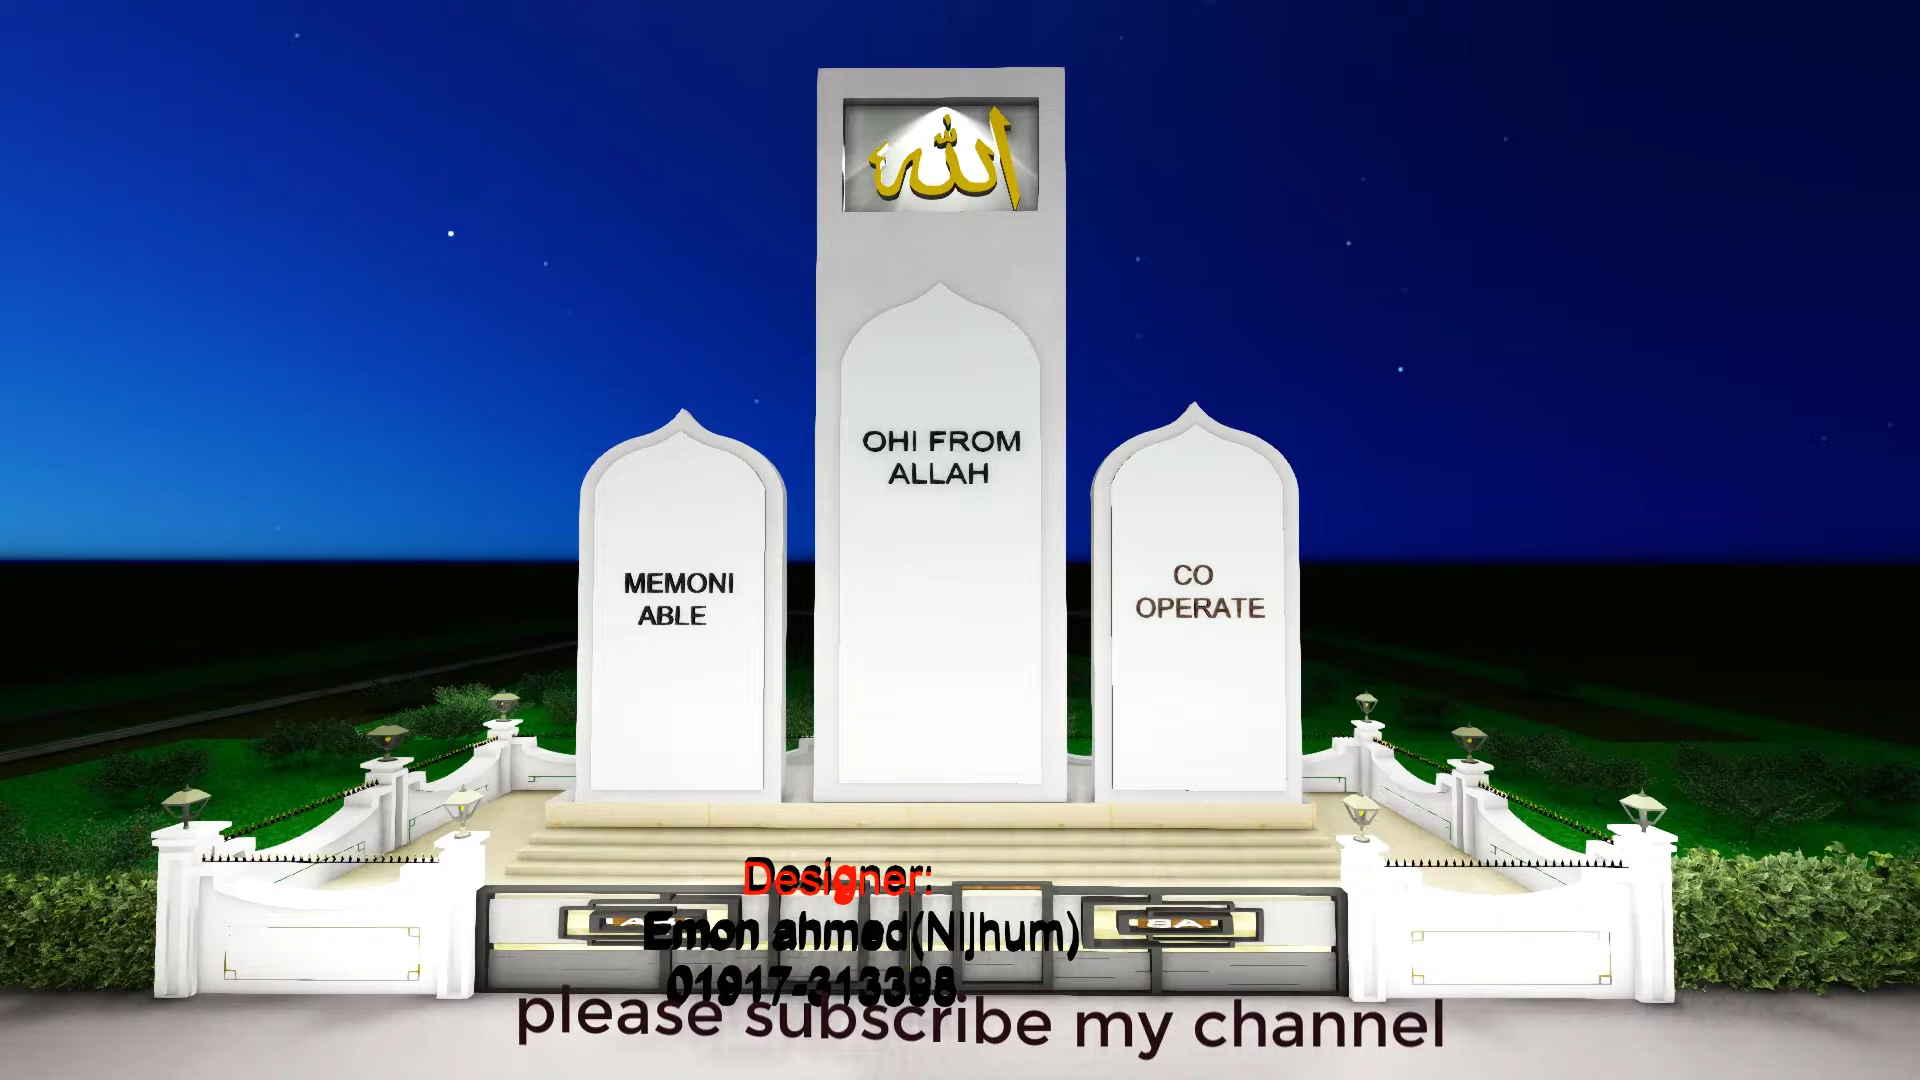 الله
OHI FROM
ALLAH
MEMONI
ABLE
CO
OPERATE
Designer:
Emon ahmed(NIjhum)
01917-313398
please subscribe my channel